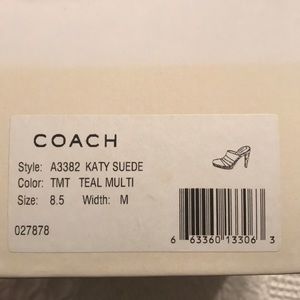 COACH
Style: A3382 KATY SUEDE
Color: TMT TEAL MULTI
Size: 8.5 Width: M
027878
6 63360 13306 3